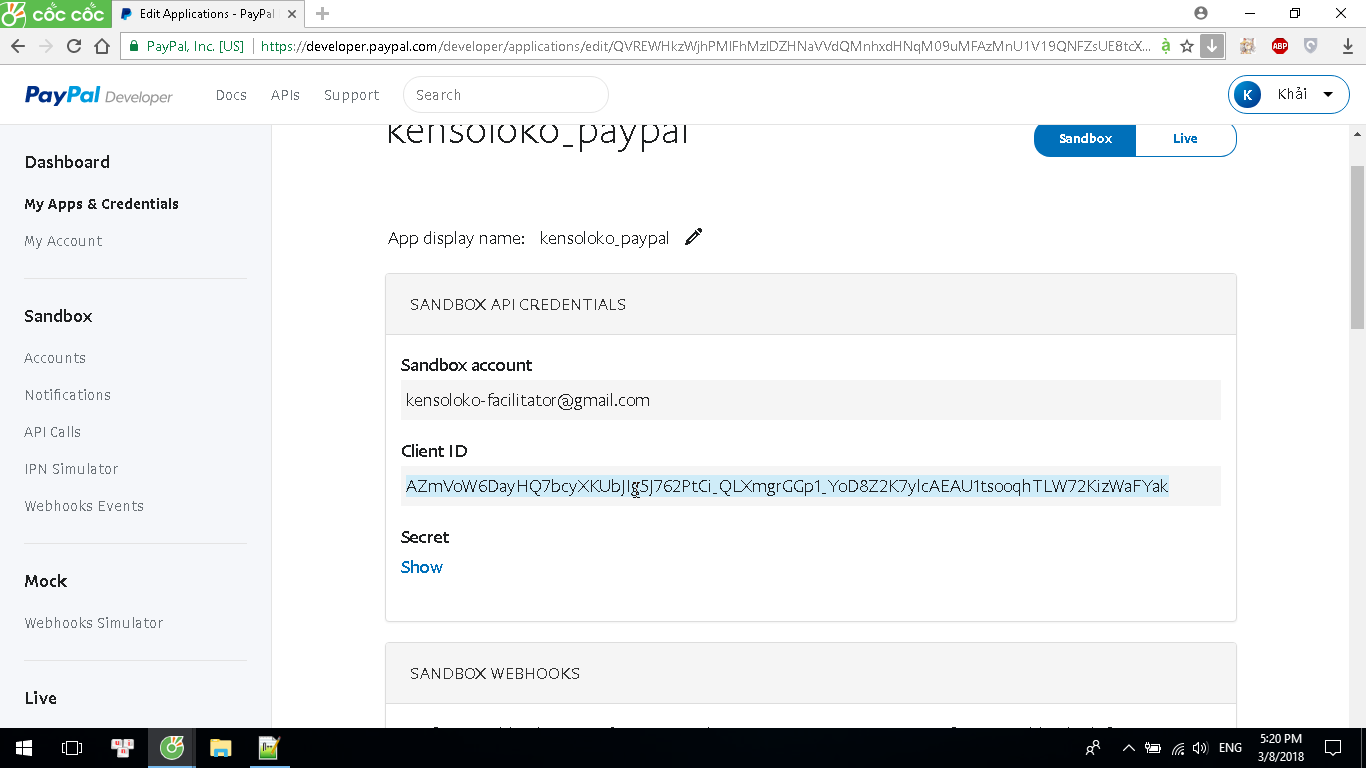 cốc cốc
Edit Applications - PayPal
PayPal, Inc. [US]
https://developer.paypal.com/developer/applications/edit/
ABP
PayPal Developer
Docs
APIs
Support
Search
K
Khải
kensoloko_paypal
Sandbox
Live
Dashboard
My Apps & Credentials
My Account
Sandbox
Accounts
Notifications
API Calls
IPN Simulator
Webhooks Events
Mock
Webhooks Simulator
Live
App display name: kensoloko_paypal
SANDBOX API CREDENTIALS
Sandbox account
kensoloko-facilitator@gmail.com
Client ID
Secret
Show
SANDBOX WEBHOOKS
ENG
5:20 PM
3/8/2018